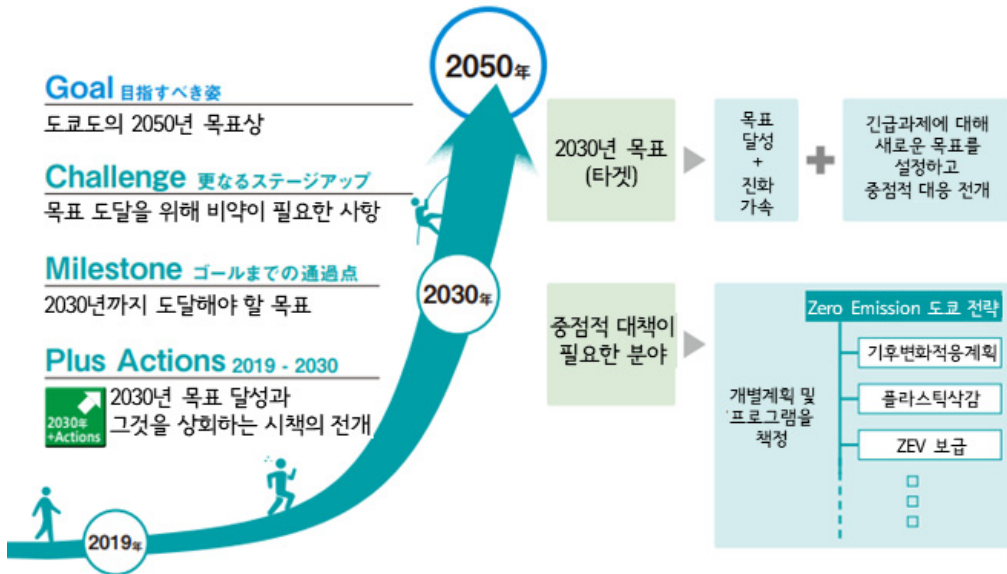 2050年
Goal 目指すべき姿
도쿄도의 2050년 목표상
Challenge 更なるステージアップ
목표 도달을 위해 비약이 필요한 사항
Milestone ゴールまでの通過点
2030년까지 도달해야 할 목표
2030年
Plus Actions 2019 - 2030
2030년 목표 달성과
그것을 상회하는 시책의 전개
2030年
+Actions
2019年
2030년 목표
(타겟)
목표
달성
+
진화
가속
긴급과제에 대해
새로운 목표를
설정하고
중점적 대응 전개
중점적 대책이
필요한 분야
개별계획 및
프로그램을
책정
Zero Emission 도쿄 전략
기후변화적응계획
플라스틱삭감
ZEV 보급